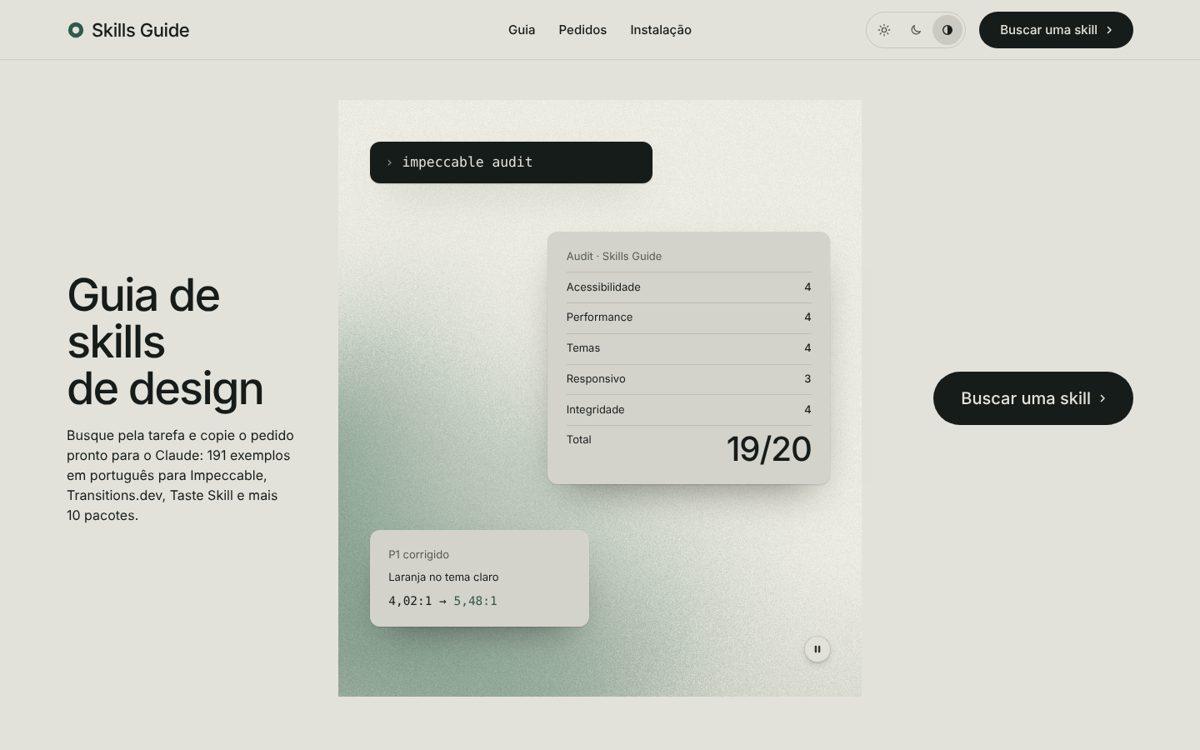 Skills Guide
Guia
Pedidos
Instalação
Buscar uma skill ›
Guia de
skills
de design
Busque pela tarefa e copie o pedido
pronto para o Claude: 191 exemplos
em português para Impeccable,
Transitions.dev, Taste Skill e mais
10 pacotes.
› impeccable audit
Audit · Skills Guide
Acessibilidade 4
Performance 4
Temas 4
Responsivo 3
Integridade 4
Total 19/20
P1 corrigido
Laranja no tema claro
4,02:1 → 5,48:1
Buscar uma skill ›